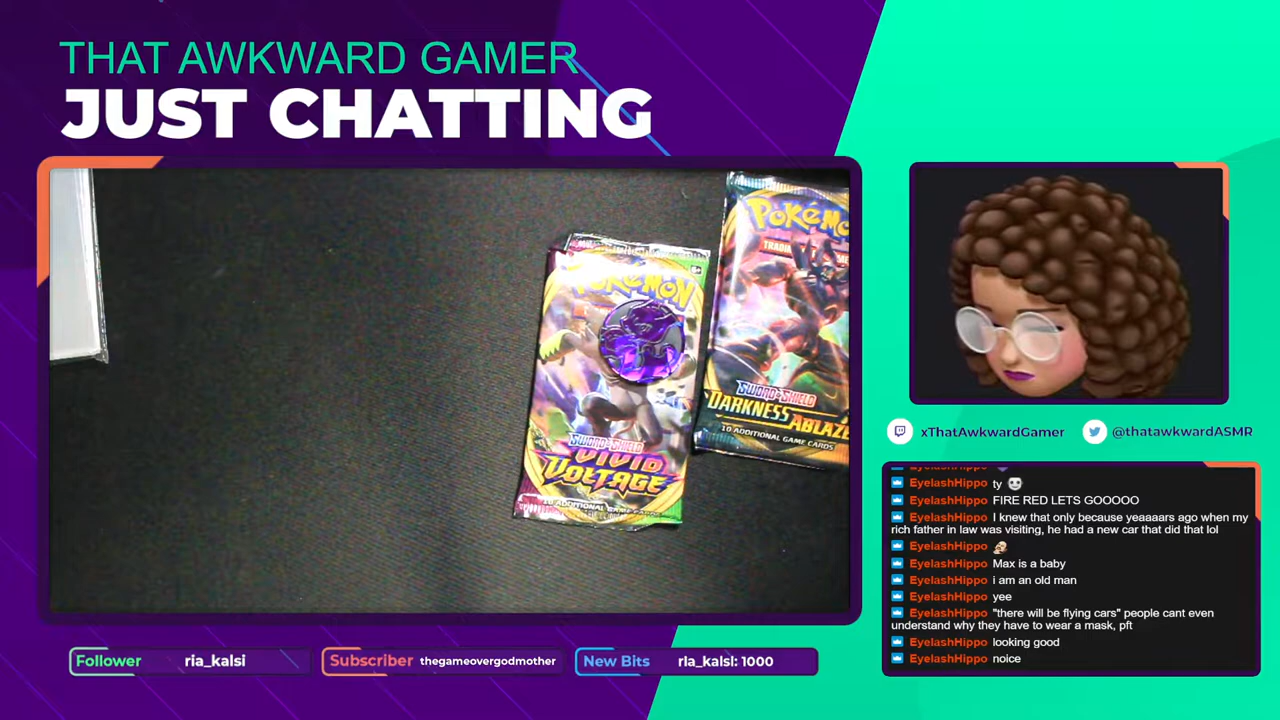 THAT AWKWARD GAMER
JUST CHATTING
POKÉMON
SWORD & SHIELD
VIVID
VOLTAGE
10 ADDITIONAL GAME CARDS
POKÉMO
TRADI
SWORD & SHIELD
DARKNESS ABLAZE
10 ADDITIONAL GAME CARDS
xThatAwkwardGamer
@thatawkwardASMR
EyelashHippo ty
EyelashHippo FIRE RED LETS GOOOOO
EyelashHippo I knew that only because yeaaaars ago when my
rich father in law was visiting, he had a new car that did that lol
EyelashHippo
EyelashHippo Max is a baby
EyelashHippo i am an old man
EyelashHippo yee
EyelashHippo "there will be flying cars" people cant even
understand why they have to wear a mask, pft
EyelashHippo looking good
EyelashHippo noice
Follower ria_kalsi
Subscriber thegameovergodmother
New Bits ria_kalsi: 1000